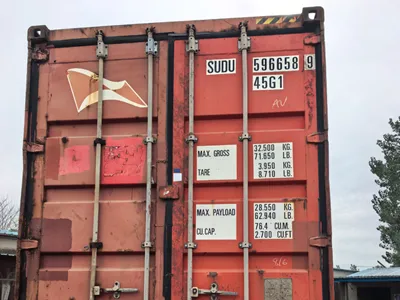 SUDU 596658 9
45G1
AV
MAX. GROSS 32.500 KG.
71.650 LB.
TARE 3.950 KG.
8.710 LB.
MAX. PAYLOAD 28.550 KG.
62.940 LB.
CU.CAP. 76.4 CU.M.
2.700 CU.FT